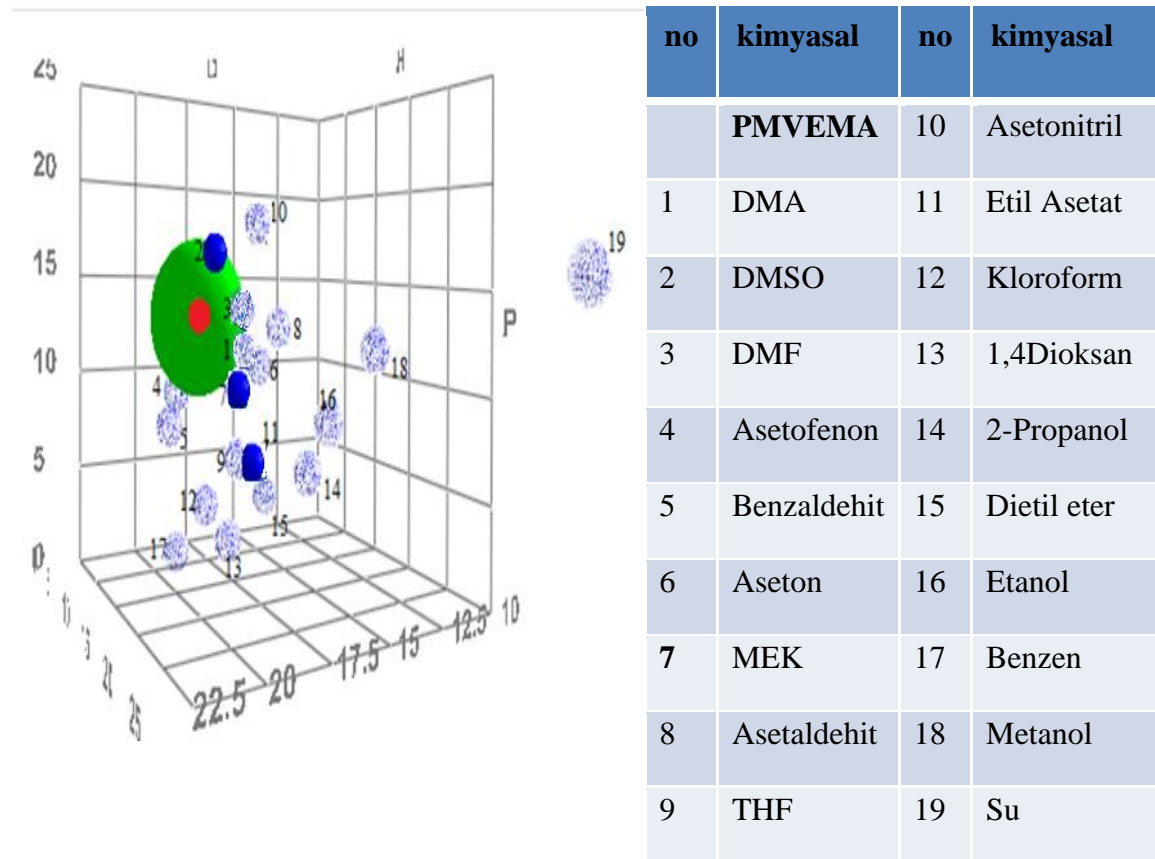 25
H
20
10
2
15
19
3
8
P
10
1
6
18
4
7
16
5
11
5
9
14
12
15
0
17
13
25
22.5 20 17.5 15 12.5 10
no kimyasal no kimyasal
PMVEMA 10 Asetonitril
1 DMA 11 Etil Asetat
2 DMSO 12 Kloroform
3 DMF 13 1,4Dioksan
4 Asetofenon 14 2-Propanol
5 Benzaldehit 15 Dietil eter
6 Aseton 16 Etanol
7 MEK 17 Benzen
8 Asetaldehit 18 Metanol
9 THF 19 Su